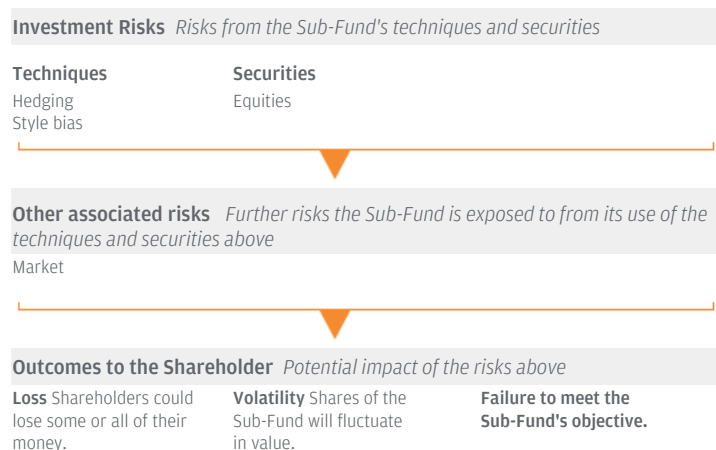 Investment Risks Risks from the Sub-Fund's techniques and securities
Techniques
Hedging
Style bias
Securities
Equities
Other associated risks Further risks the Sub-Fund is exposed to from its use of the
techniques and securities above
Market
Outcomes to the Shareholder Potential impact of the risks above
Loss Shareholders could
lose some or all of their
money.
Volatility Shares of the
Sub-Fund will fluctuate
in value.
Failure to meet the
Sub-Fund's objective.